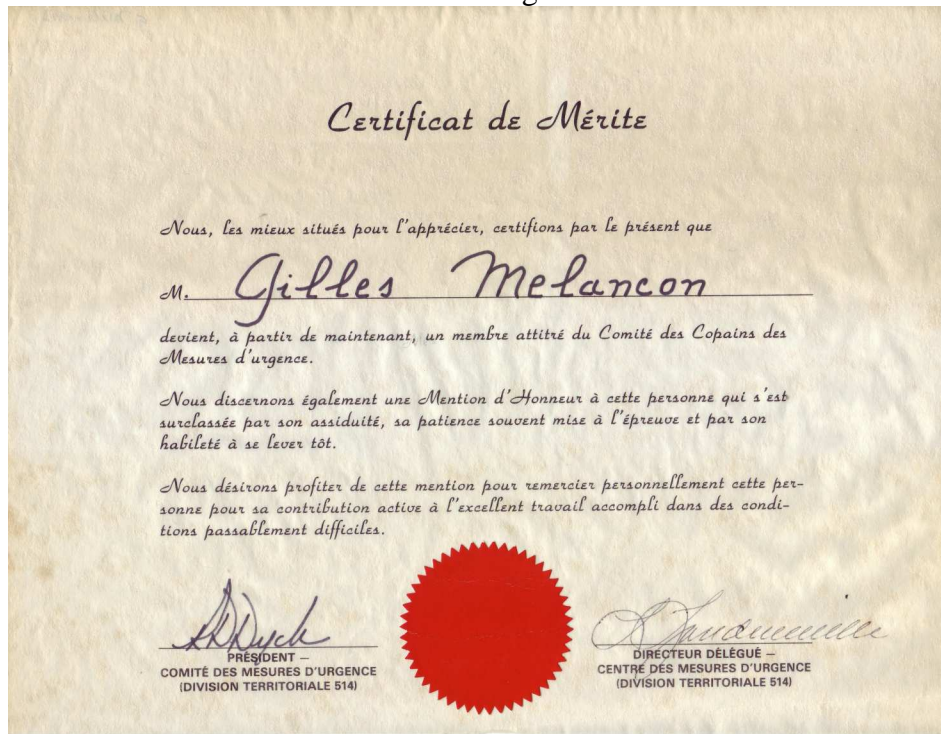 Certificat de Mérite
Nous, les mieux situés pour l'apprécier, certifions par le présent que
M. Gilles Melancon
devient, à partir de maintenant, un membre attitré du Comité des Copains des
Mesures d'urgence.
Nous discernons également une Mention d'Honneur à cette personne qui s'est
surclassée par son assiduité, sa patience souvent mise à l'épreuve et par son
habileté à se lever tôt.
Nous désirons profiter de cette mention pour remercier personnellement cette per-
sonne pour sa contribution active à l'excellent travail accompli dans des condi-
tions passablement difficiles.
PRÉSIDENT —
COMITÉ DES MESURES D'URGENCE
(DIVISION TERRITORIALE 514)
DIRECTEUR DÉLÉGUÉ —
CENTRE DES MESURES D'URGENCE
(DIVISION TERRITORIALE 514)